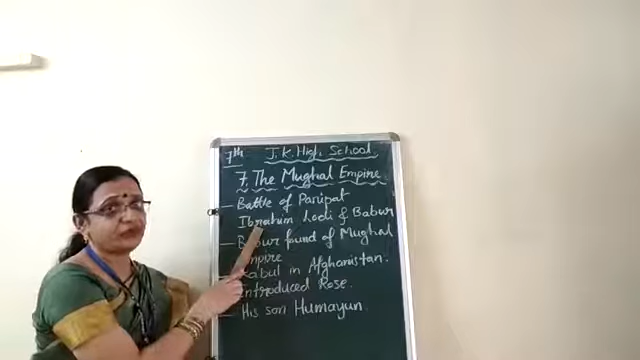 7th J. K. High School
7. The Mughal Empire
– Battle of Panipat
Ibrahim Lodi & Babur
– Babur found of Mughal
Empire
– Kabul in Afghanistan.
– Introduced Rose.
– His son Humayun.